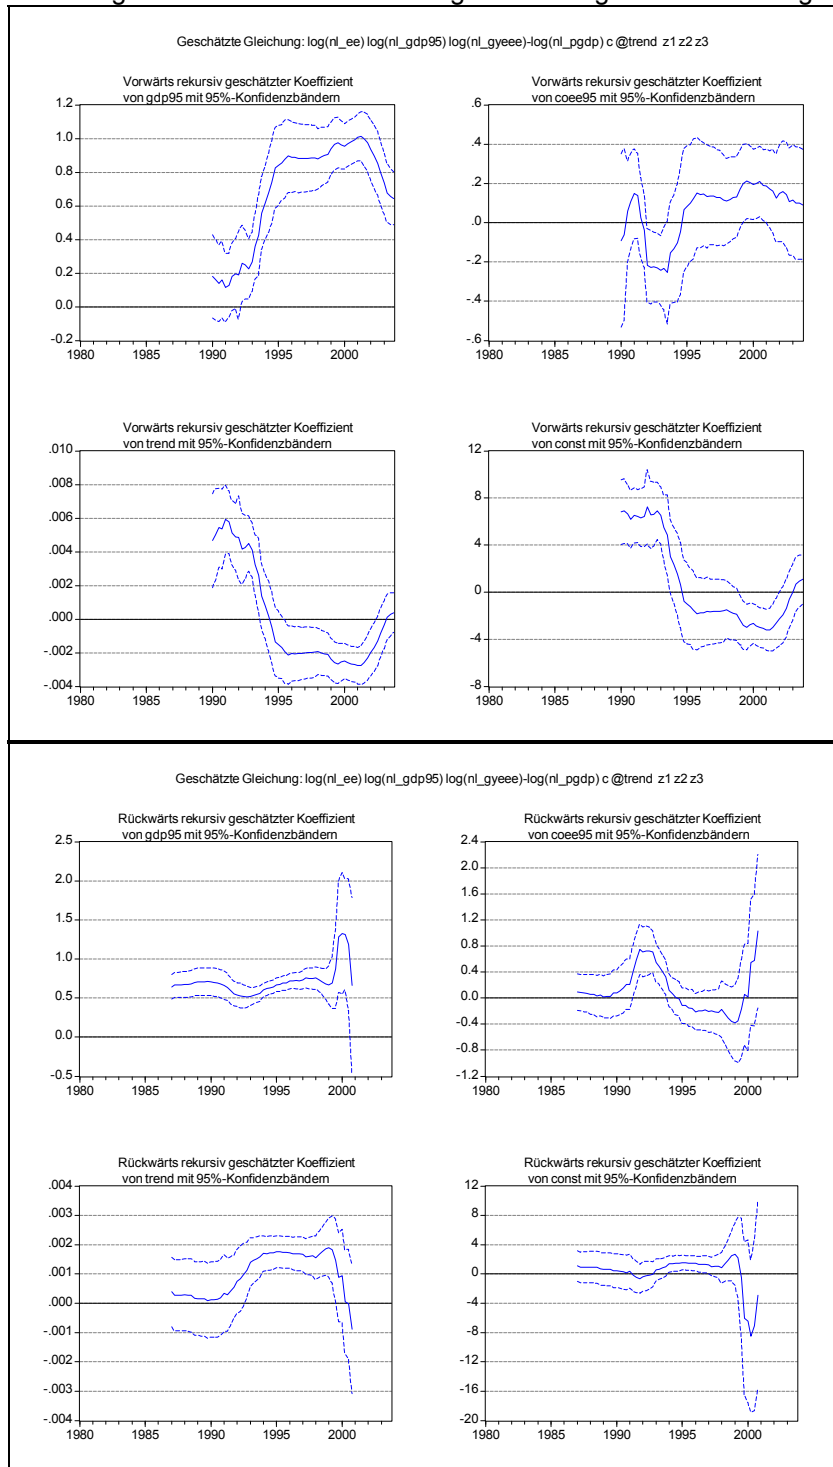 Geschätzte Gleichung: log(nl_ee) log(nl_gdp95) log(nl_gyeee)-log(nl_pgdp) c @trend z1 z2 z3
Vorwärts rekursiv geschätzter Koeffizient
von gdp95 mit 95%-Konfidenzbändern
1.2
1.0
0.8
0.6
0.4
0.2
0.0
-0.2
1980 1985 1990 1995 2000
Vorwärts rekursiv geschätzter Koeffizient
von coee95 mit 95%-Konfidenzbändern
.6
.4
.2
.0
-.2
-.4
-.6
1980 1985 1990 1995 2000
Vorwärts rekursiv geschätzter Koeffizient
von trend mit 95%-Konfidenzbändern
.010
.008
.006
.004
.002
.000
-.002
-.004
1980 1985 1990 1995 2000
Vorwärts rekursiv geschätzter Koeffizient
von const mit 95%-Konfidenzbändern
12
8
4
0
-4
-8
1980 1985 1990 1995 2000
Geschätzte Gleichung: log(nl_ee) log(nl_gdp95) log(nl_gyeee)-log(nl_pgdp) c @trend z1 z2 z3
Rückwärts rekursiv geschätzter Koeffizient
von gdp95 mit 95%-Konfidenzbändern
2.5
2.0
1.5
1.0
0.5
0.0
-0.5
1980 1985 1990 1995 2000
Rückwärts rekursiv geschätzter Koeffizient
von coee95 mit 95%-Konfidenzbändern
2.4
2.0
1.6
1.2
0.8
0.4
0.0
-0.4
-0.8
-1.2
1980 1985 1990 1995 2000
Rückwärts rekursiv geschätzter Koeffizient
von trend mit 95%-Konfidenzbändern
.004
.003
.002
.001
.000
-.001
-.002
-.003
-.004
1980 1985 1990 1995 2000
Rückwärts rekursiv geschätzter Koeffizient
von const mit 95%-Konfidenzbändern
12
8
4
0
-4
-8
-12
-16
-20
1980 1985 1990 1995 2000